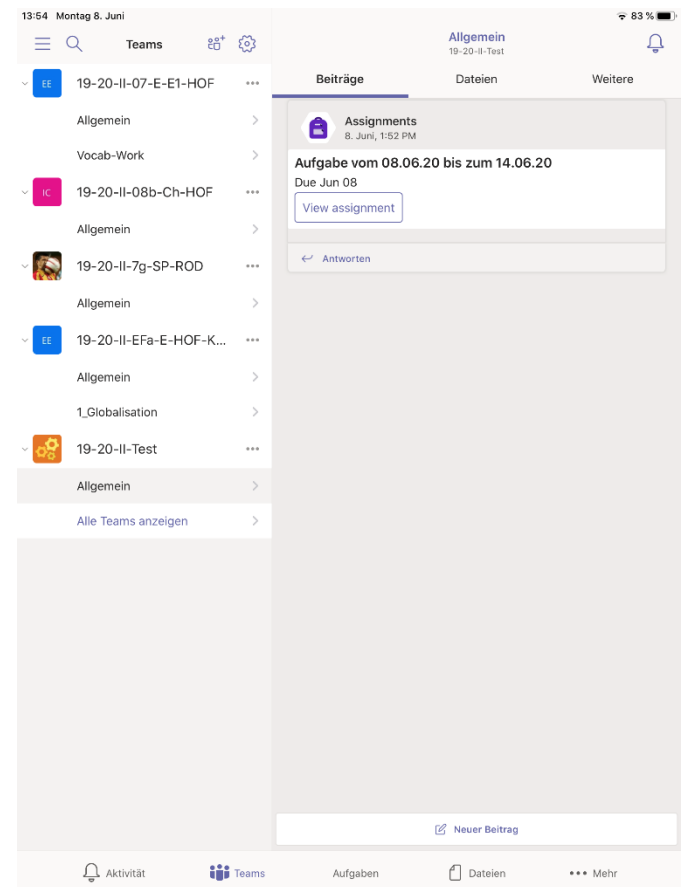 13:54 Montag 8. Juni
83 %
Teams
EE 19-20-II-07-E-E1-HOF
Allgemein
Vocab-Work
IC 19-20-II-08b-Ch-HOF
Allgemein
19-20-II-7g-SP-ROD
Allgemein
EE 19-20-II-EFa-E-HOF-K...
Allgemein
1_Globalisation
19-20-II-Test
Allgemein
Alle Teams anzeigen
Allgemein
19-20-II-Test
Beiträge Dateien Weitere
Assignments
8. Juni, 1:52 PM
Aufgabe vom 08.06.20 bis zum 14.06.20
Due Jun 08
View assignment
Antworten
Neuer Beitrag
Aktivität Teams Aufgaben Dateien Mehr